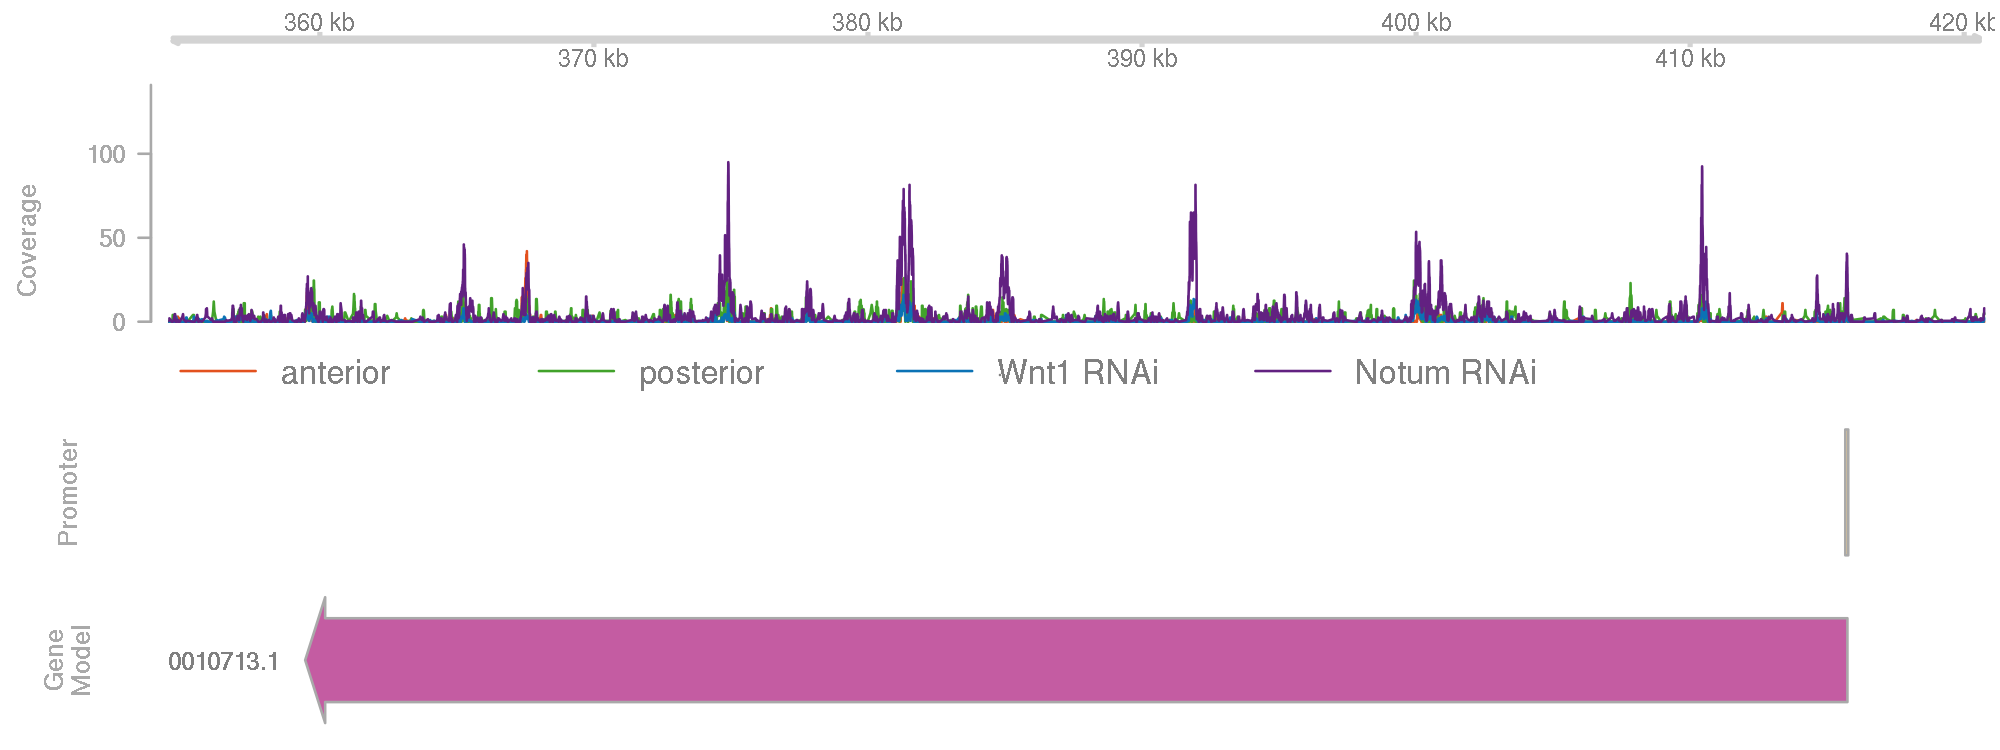 360 kb 380 kb 400 kb 420 kb
370 kb 390 kb 410 kb
Coverage
100
50
0
anterior posterior Wnt1 RNAi Notum RNAi
Promoter
Gene
Model
0010713.1